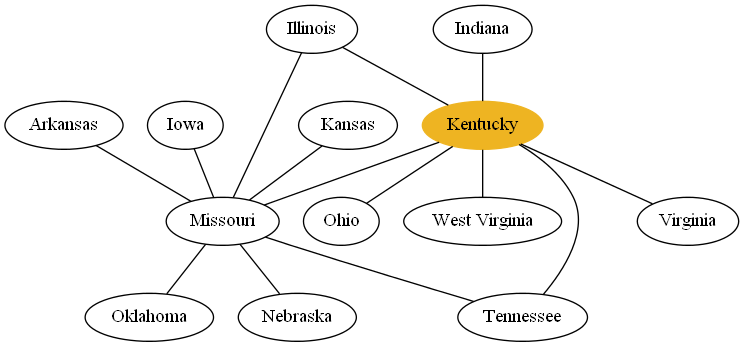 Illinois
Indiana
Arkansas
Iowa
Kansas
Kentucky
Missouri
Ohio
West Virginia
Virginia
Oklahoma
Nebraska
Tennessee